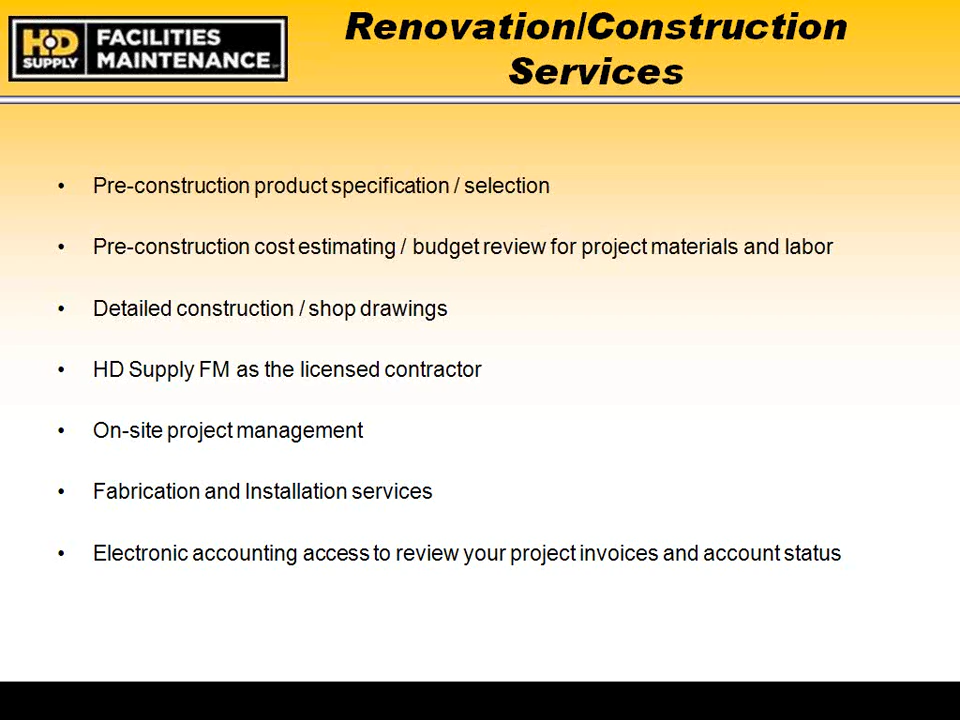 HD SUPPLY
FACILITIES
MAINTENANCE
Renovation/Construction
Services
• Pre-construction product specification / selection
• Pre-construction cost estimating / budget review for project materials and labor
• Detailed construction / shop drawings
• HD Supply FM as the licensed contractor
• On-site project management
• Fabrication and Installation services
• Electronic accounting access to review your project invoices and account status